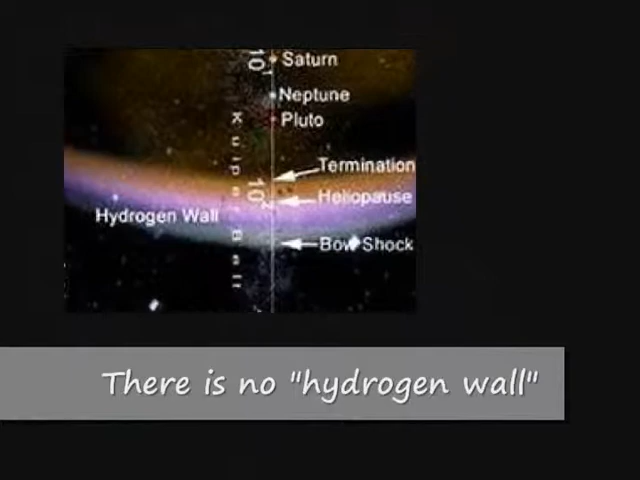 10¹
Saturn
Neptune
Pluto
Kuiper Belt
Termination
10²
Heliopause
Hydrogen Wall
Bow Shock
There is no "hydrogen wall"